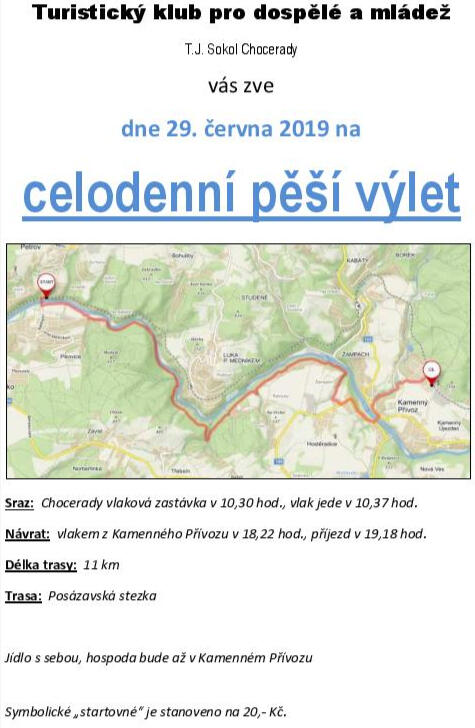 Turistický klub pro dospělé a mládež
T.J. Sokol Chocerady
vás zve
dne 29. června 2019 na
celodenní pěší výlet
Petrov
Bohuliby
KABÁTY
BOREK
START
STUDENÉ
LUKA
P. MEDNÍKEM
ŽAMPACH
CÍL
Kamenný
Přívoz
Kamenný
Újezdec
Hostěradice
Závist
Třebsín
Nová Ves
Sraz: Chocerady vlaková zastávka v 10,30 hod., vlak jede v 10,37 hod.
Návrat: vlakem z Kamenného Přívozu v 18,22 hod., příjezd v 19,18 hod.
Délka trasy: 11 km
Trasa: Posázavská stezka
Jídlo s sebou, hospoda bude až v Kamenném Přívozu
Symbolické „startovné“ je stanoveno na 20,- Kč.